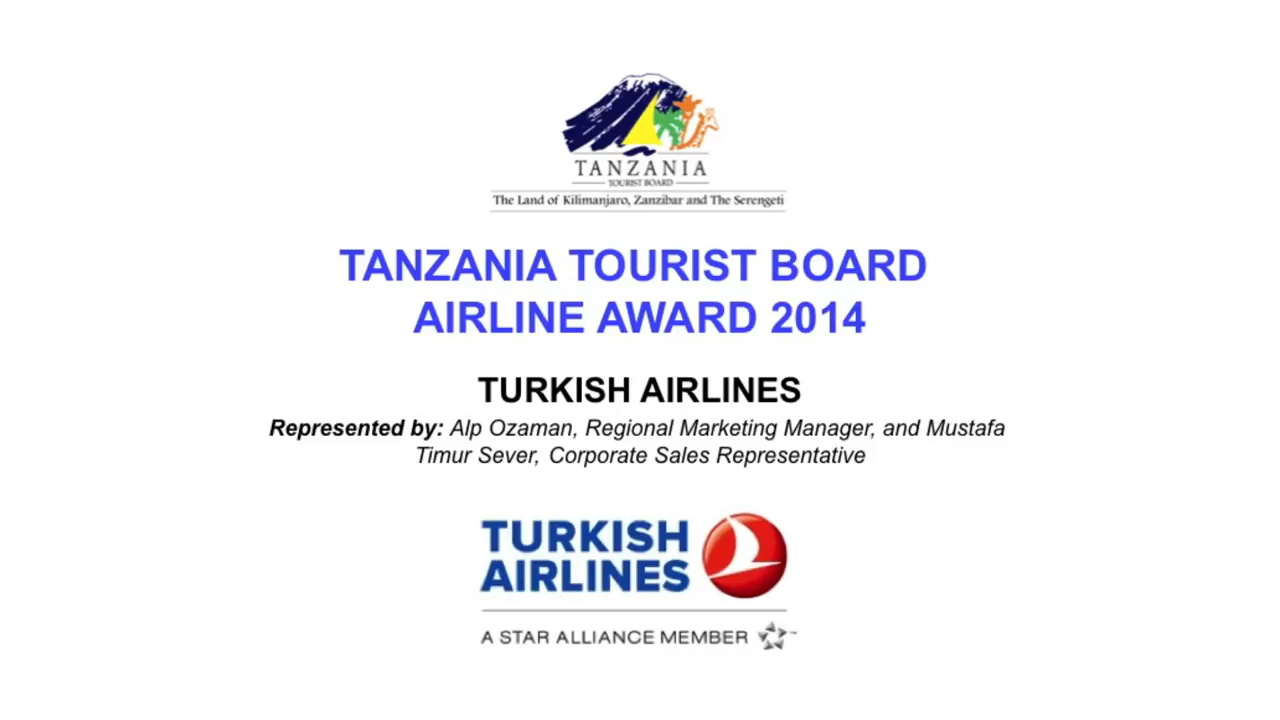 TANZANIA
TOURIST BOARD
The Land of Kilimanjaro, Zanzibar and The Serengeti
TANZANIA TOURIST BOARD
AIRLINE AWARD 2014
TURKISH AIRLINES
Represented by: Alp Ozaman, Regional Marketing Manager, and Mustafa
Timur Sever, Corporate Sales Representative
TURKISH
AIRLINES
A STAR ALLIANCE MEMBER